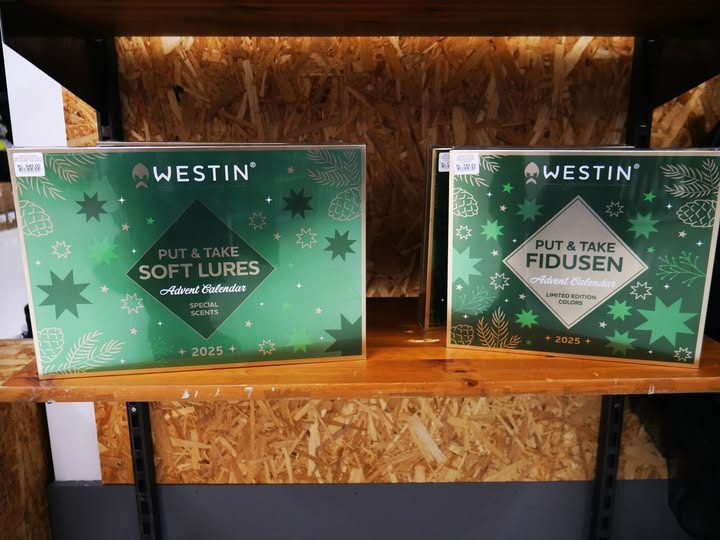 WESTIN®
PUT & TAKE
SOFT LURES
Advent Calendar
SPECIAL
SCENTS
2025
WESTIN®
PUT & TAKE
FIDUSEN
Advent Calendar
LIMITED EDITION
COLORS
2025